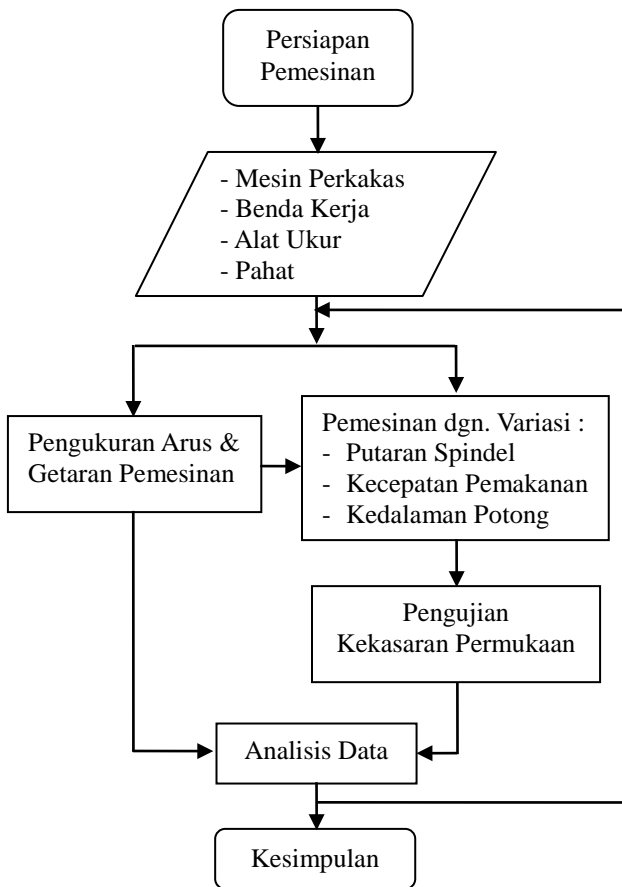 Persiapan
Pemesinan
- Mesin Perkakas
- Benda Kerja
- Alat Ukur
- Pahat
Pengukuran Arus &
Getaran Pemesinan
Pemesinan dgn. Variasi :
- Putaran Spindel
- Kecepatan Pemakanan
- Kedalaman Potong
Pengujian
Kekasaran Permukaan
Analisis Data
Kesimpulan